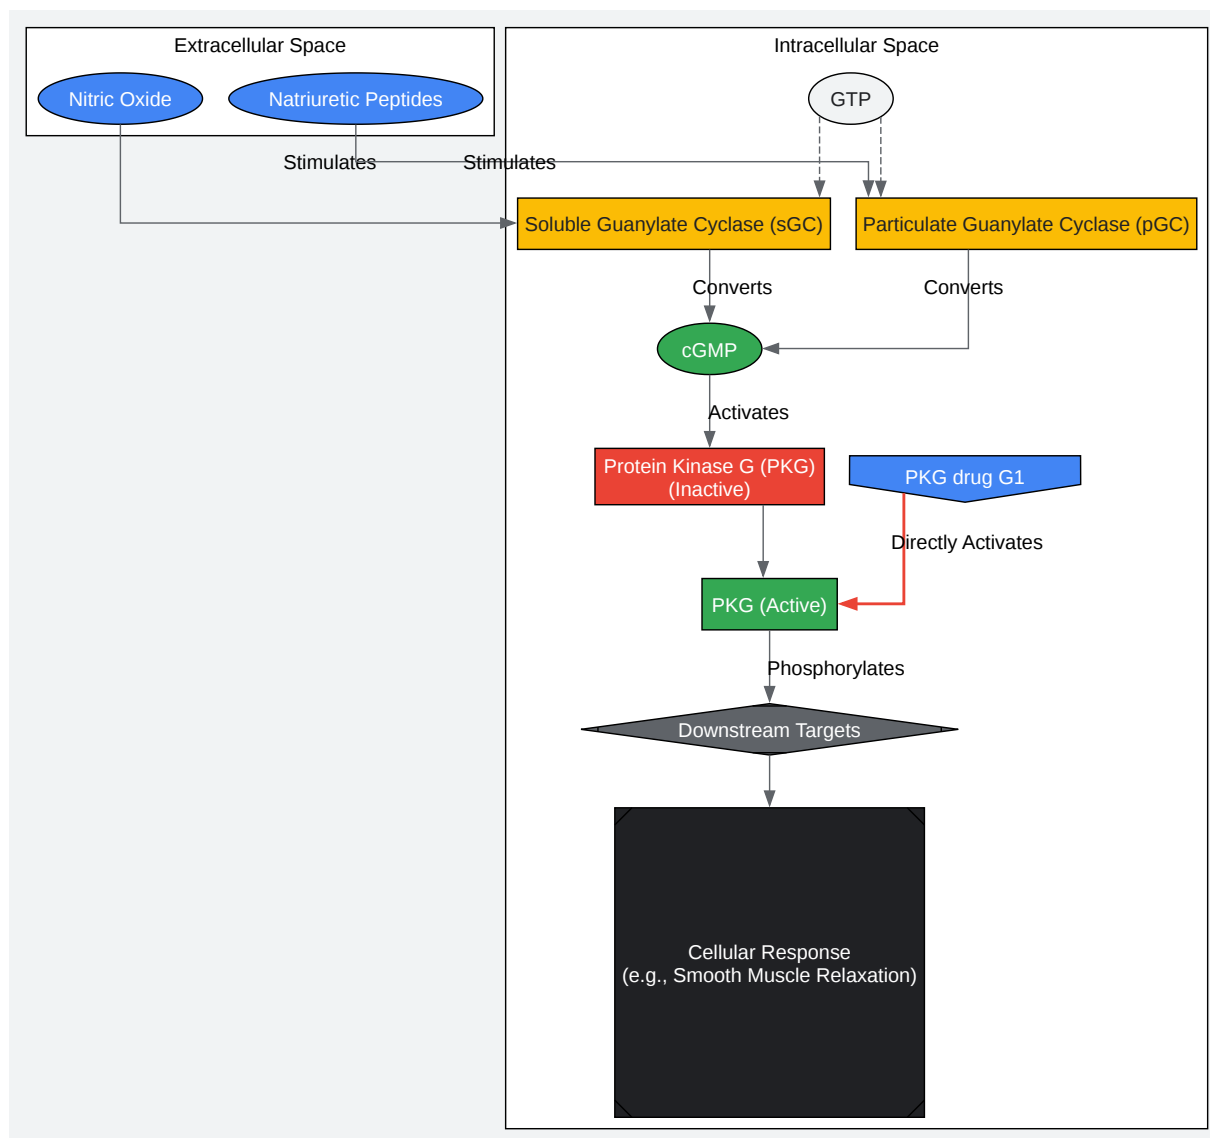 Extracellular Space
Intracellular Space
Nitric Oxide
Natriuretic Peptides
GTP
Stimulates
Stimulates
Soluble Guanylate Cyclase (sGC)
Particulate Guanylate Cyclase (pGC)
Converts
Converts
cGMP
Activates
Protein Kinase G (PKG)
(Inactive)
PKG drug G1
Directly Activates
PKG (Active)
Phosphorylates
Downstream Targets
Cellular Response
(e.g., Smooth Muscle Relaxation)